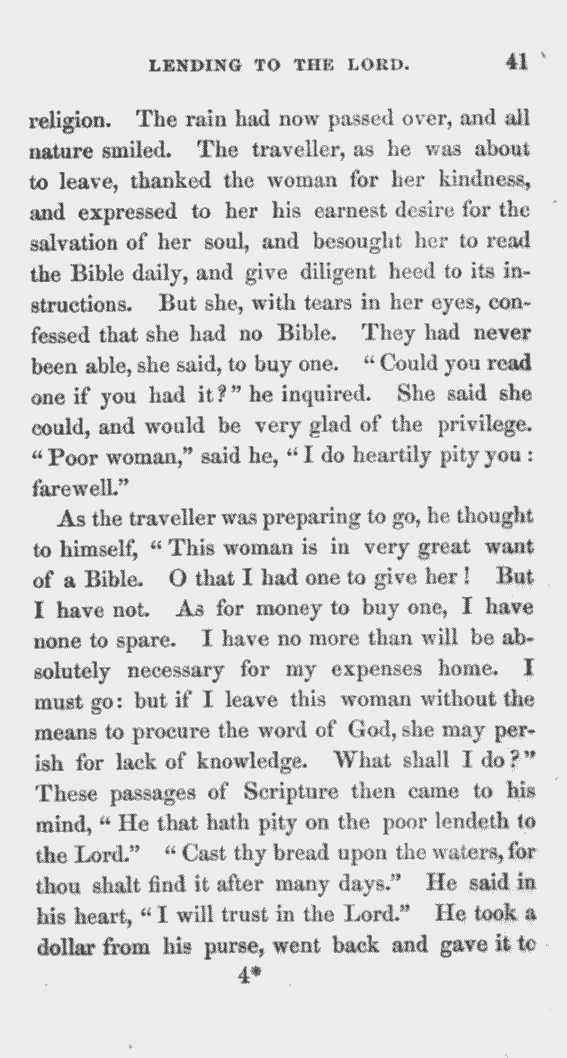 LENDING TO THE LORD. 41
religion. The rain had now passed over, and all
nature smiled. The traveller, as he was about
to leave, thanked the woman for her kindness,
and expressed to her his earnest desire for the
salvation of her soul, and besought her to read
the Bible daily, and give diligent heed to its in-
structions. But she, with tears in her eyes, con-
fessed that she had no Bible. They had never
been able, she said, to buy one. “Could you read
one if you had it?” he inquired. She said she
could, and would be very glad of the privilege.
“Poor woman,” said he, “I do heartily pity you :
farewell.”
As the traveller was preparing to go, he thought
to himself, “This woman is in very great want
of a Bible. O that I had one to give her! But
I have not. As for money to buy one, I have
none to spare. I have no more than will be ab-
solutely necessary for my expenses home. I
must go: but if I leave this woman without the
means to procure the word of God, she may per-
ish for lack of knowledge. What shall I do?”
These passages of Scripture then came to his
mind, “He that hath pity on the poor lendeth to
the Lord.” “Cast thy bread upon the waters, for
thou shalt find it after many days.” He said in
his heart, “I will trust in the Lord.” He took a
dollar from his purse, went back and gave it to
4*